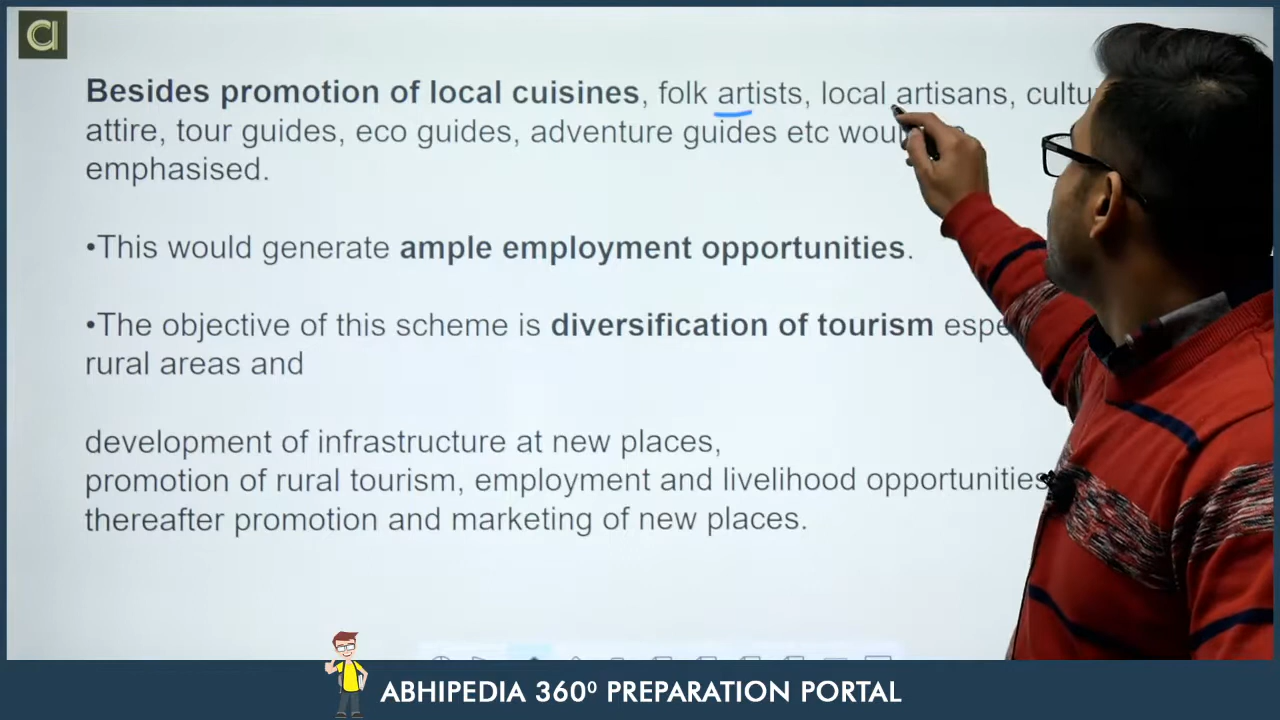 Besides promotion of local cuisines, folk artists, local artisans,
attire, tour guides, eco guides, adventure guides etc
emphasised.
•This would generate ample employment opportunities.
•The objective of this scheme is diversification of tourism
rural areas and
development of infrastructure at new places,
promotion of rural tourism, employment and livelihood opportunities
thereafter promotion and marketing of new places.
ABHIPEDIA 360⁰ PREPARATION PORTAL